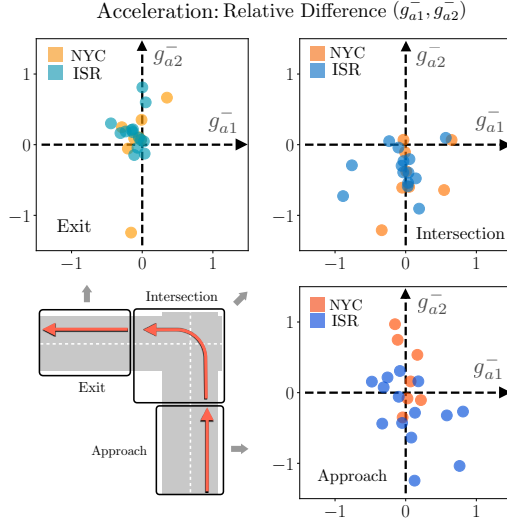 Acceleration: Relative Difference $(g_{a1}^{-}, g_{a2}^{-})$
NYC
ISR
$g_{a2}^{-}$
$g_{a1}^{-}$
1
0
−1
Exit
−1
0
1
NYC
ISR
$g_{a2}^{-}$
$g_{a1}^{-}$
1
0
−1
Intersection
−1
0
1
Intersection
Exit
Approach
NYC
ISR
$g_{a2}^{-}$
$g_{a1}^{-}$
1
0
−1
Approach
−1
0
1